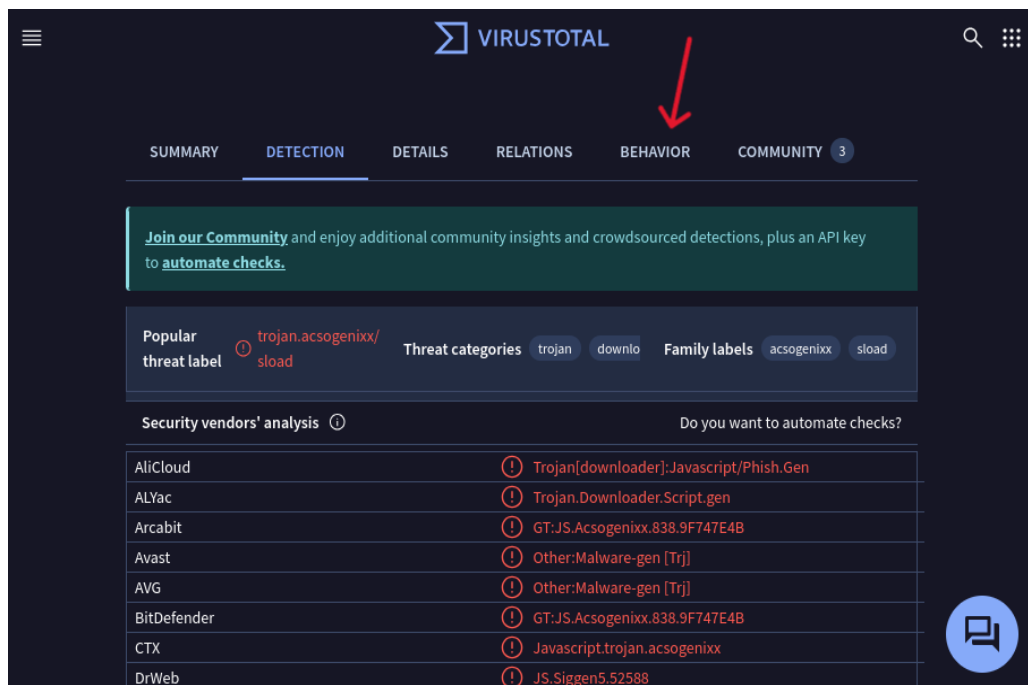 VIRUSTOTAL
SUMMARY DETECTION DETAILS RELATIONS BEHAVIOR COMMUNITY 3
Join our Community and enjoy additional community insights and crowdsourced detections, plus an API key
to automate checks.
Popular threat label trojan.acsogenixx/sload Threat categories trojan downlo Family labels acsogenixx sload
Security vendors' analysis Do you want to automate checks?
AliCloud Trojan[downloader]:Javascript/Phish.Gen
ALYac Trojan.Downloader.Script.gen
Arcabit GT:JS.Acsogenixx.838.9F747E4B
Avast Other:Malware-gen [Trj]
AVG Other:Malware-gen [Trj]
BitDefender GT:JS.Acsogenixx.838.9F747E4B
CTX Javascript.trojan.acsogenixx
DrWeb JS.Siggen5.52588